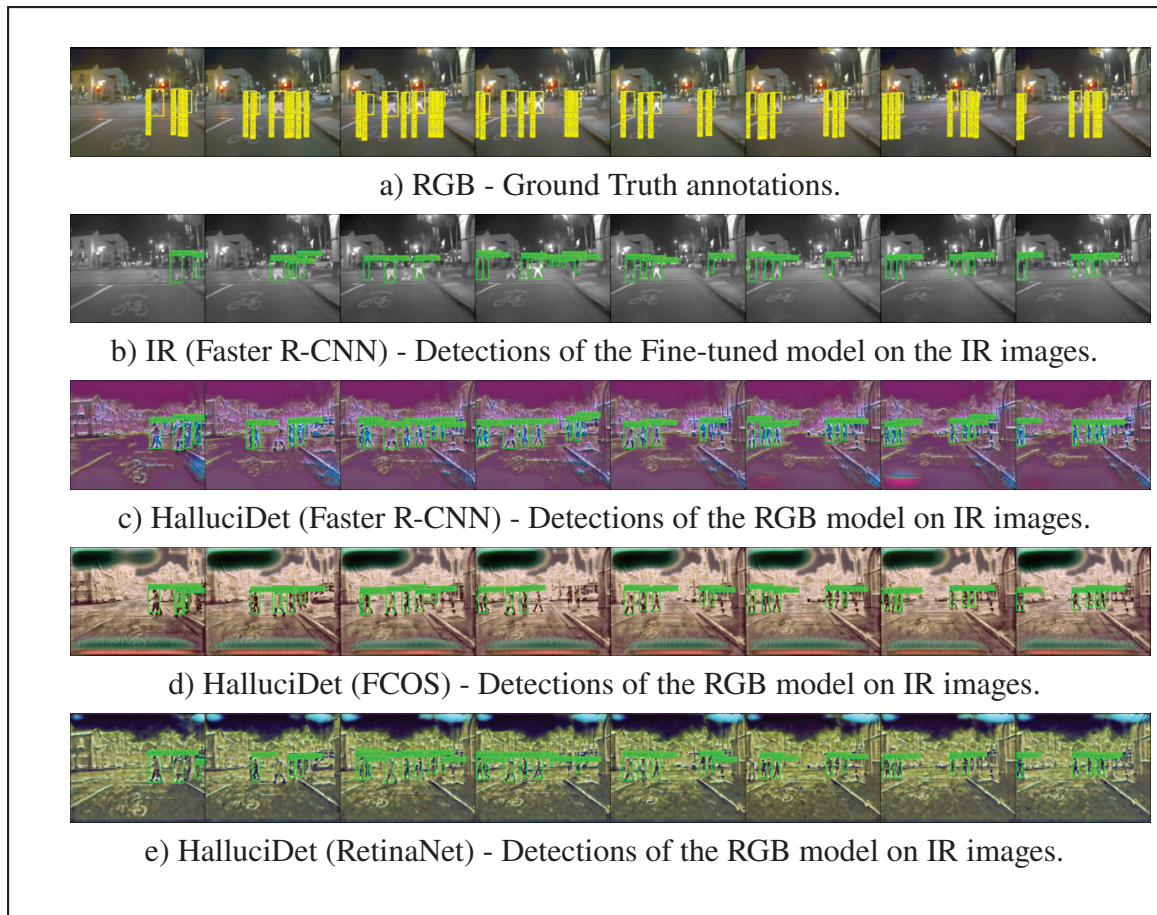 a) RGB - Ground Truth annotations.
b) IR (Faster R-CNN) - Detections of the Fine-tuned model on the IR images.
c) HalluciDet (Faster R-CNN) - Detections of the RGB model on IR images.
d) HalluciDet (FCOS) - Detections of the RGB model on IR images.
e) HalluciDet (RetinaNet) - Detections of the RGB model on IR images.